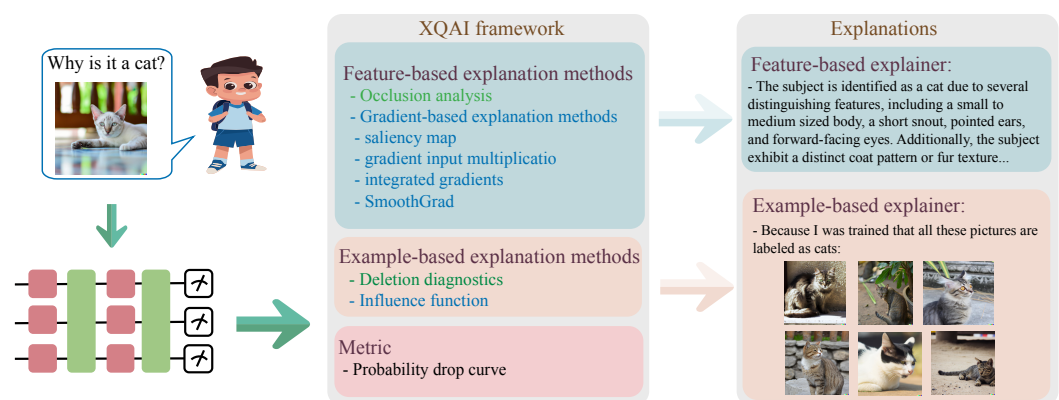 Why is it a cat?
XQAI framework
Feature-based explanation methods
- Occlusion analysis
- Gradient-based explanation methods
- saliency map
- gradient input multiplicatio
- integrated gradients
- SmoothGrad
Example-based explanation methods
- Deletion diagnostics
- Influence function
Metric
- Probability drop curve
Explanations
Feature-based explainer:
- The subject is identified as a cat due to several
distinguishing features, including a small to
medium sized body, a short snout, pointed ears,
and forward-facing eyes. Additionally, the subject
exhibit a distinct coat pattern or fur texture...
Example-based explainer:
- Because I was trained that all these pictures are
labeled as cats: